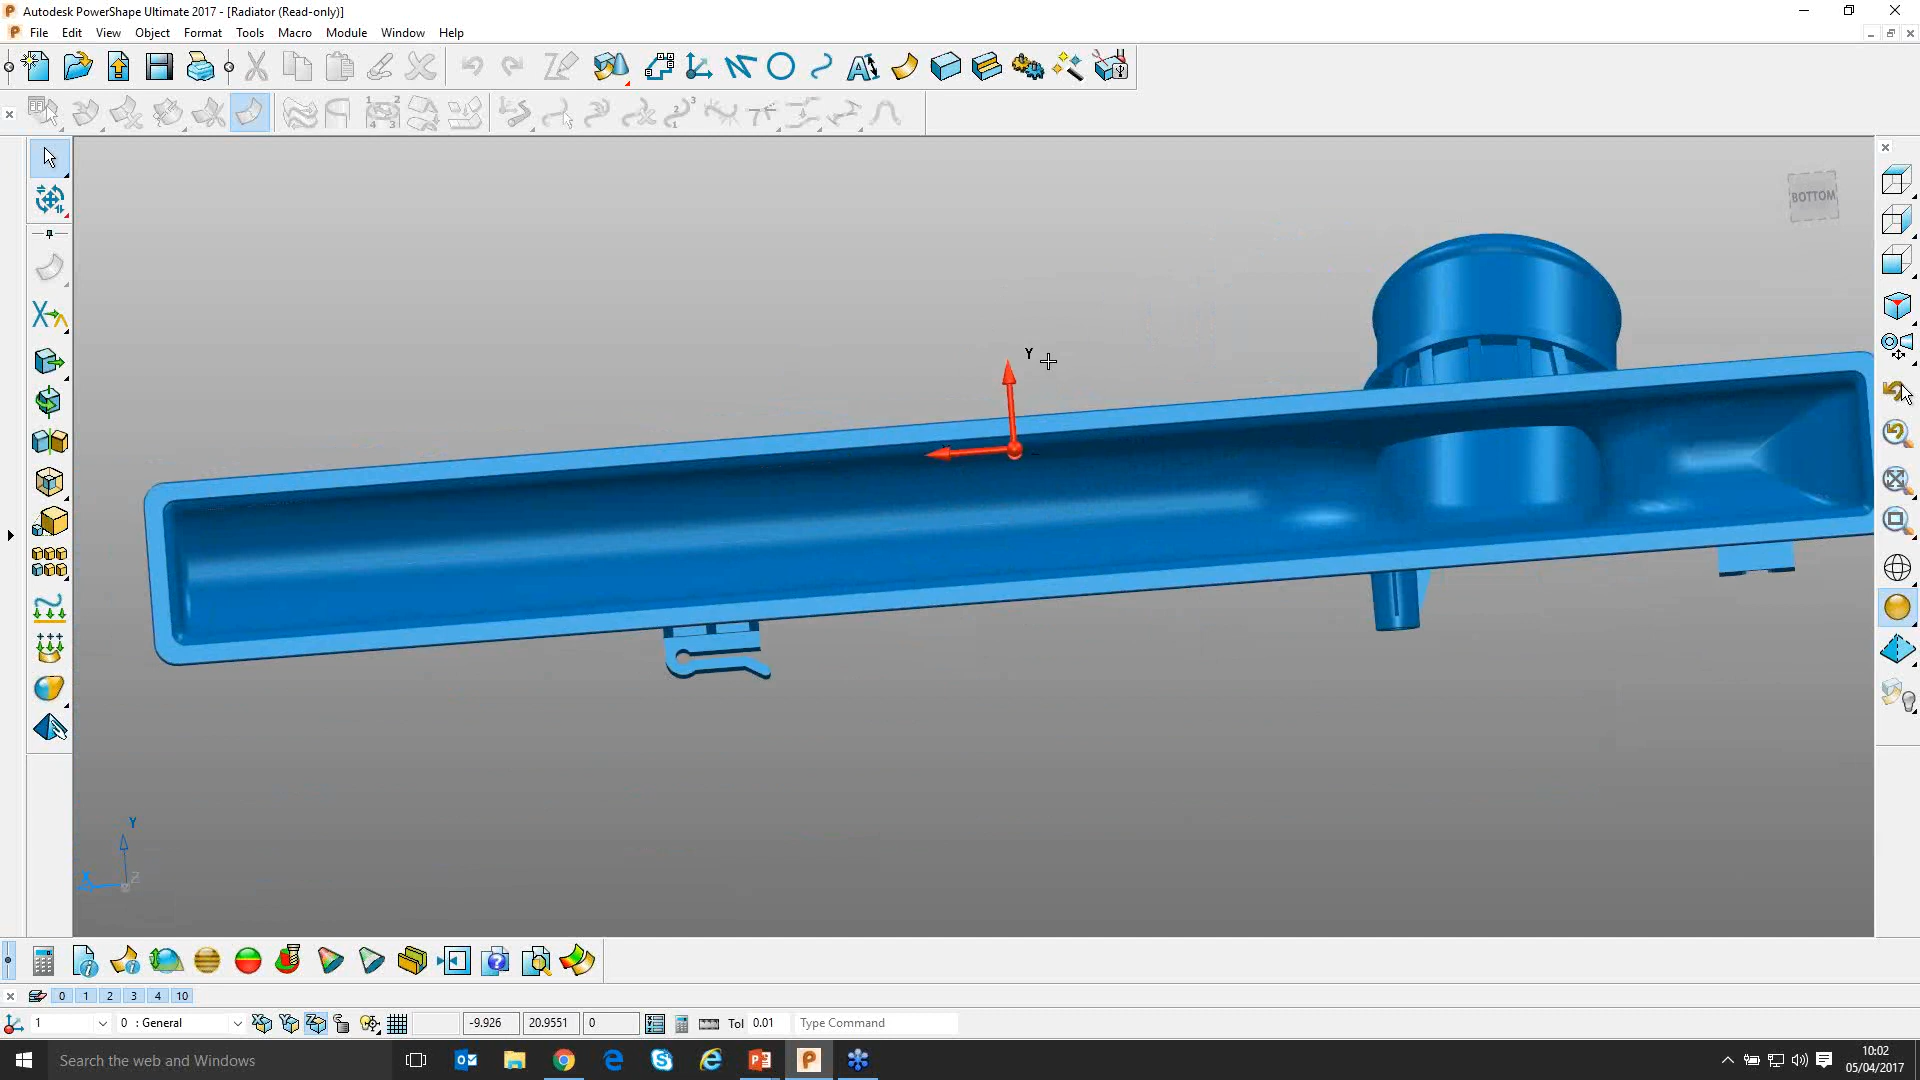 Autodesk PowerShape Ultimate 2017 - [Radiator (Read-only)]
File Edit View Object Format Tools Macro Module Window Help
BOTTOM
Y
Y
X
Z
0 1 2 3 4 10
1 0 : General -9.926 20.9551 0 Tol 0.01 Type Command
Search the web and Windows
10:02
05/04/2017